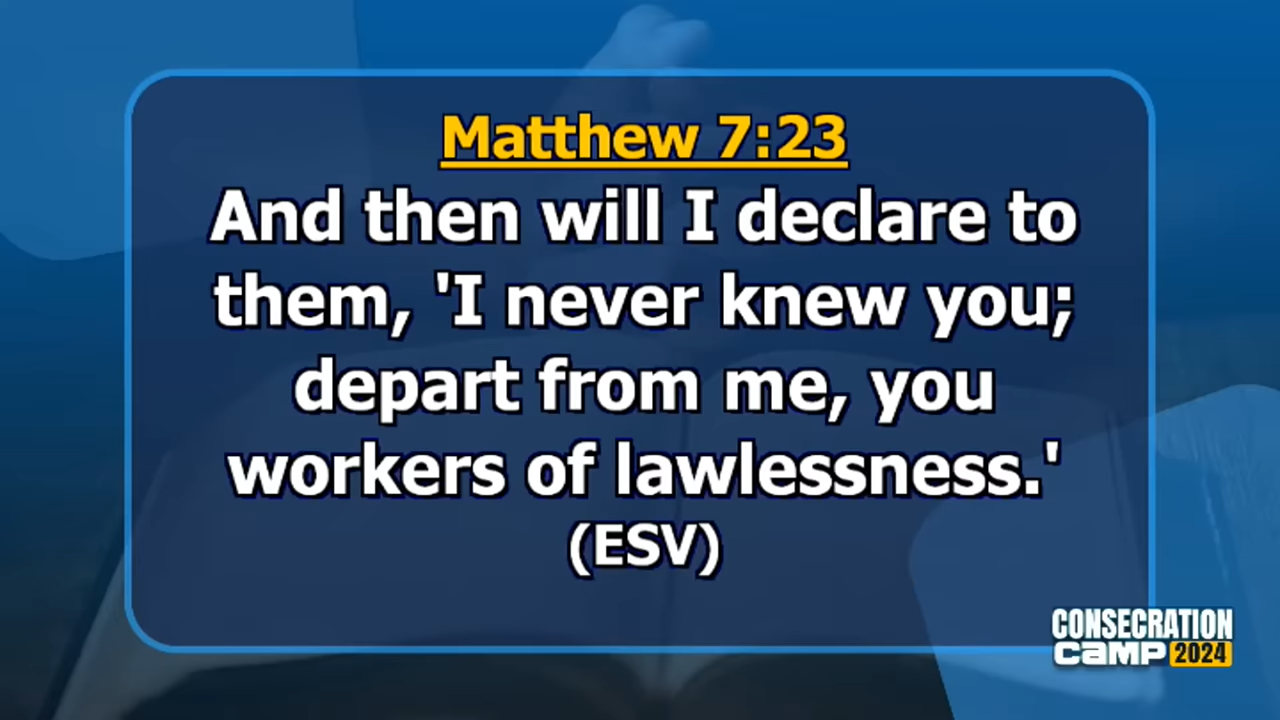 Matthew 7:23
And then will I declare to
them, 'I never knew you;
depart from me, you
workers of lawlessness.'
(ESV)
CONSECRATION
CAMP 2024